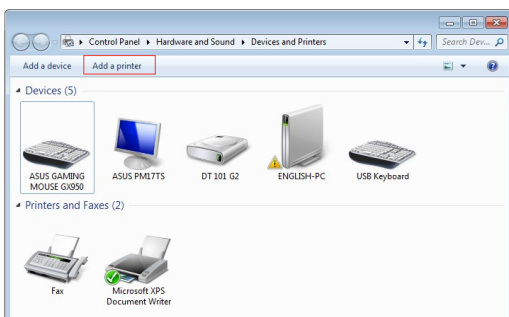 Control Panel ▸ Hardware and Sound ▸ Devices and Printers
Search Dev...
Add a device
Add a printer
Devices (5)
ASUS GAMING
MOUSE GX950
ASUS PM17TS
DT 101 G2
ENGLISH-PC
USB Keyboard
Printers and Faxes (2)
Fax
Microsoft XPS
Document Writer